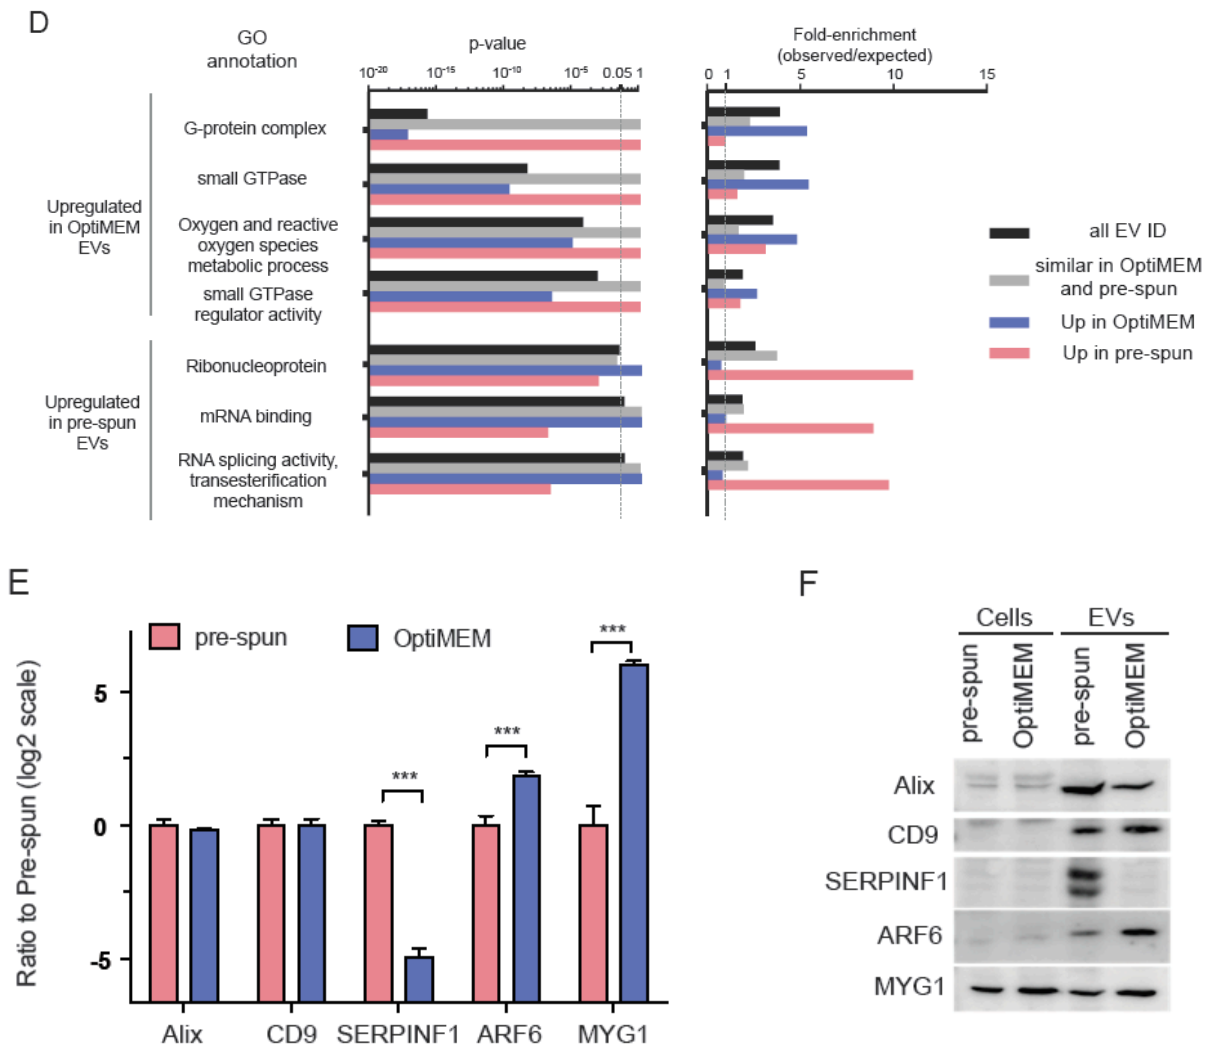 D
GO
annotation
p-value
Fold-enrichment
(observed/expected)
10-20 10-15 10-10 10-5 0.05 1
0 1 5 10 15
Upregulated
in OptiMEM
EVs
G-protein complex
small GTPase
Oxygen and reactive
oxygen species
metabolic process
small GTPase
regulator activity
Upregulated
in pre-spun
EVs
Ribonucleoprotein
mRNA binding
RNA splicing activity,
transesterification
mechanism
all EV ID
similar in OptiMEM
and pre-spun
Up in OptiMEM
Up in pre-spun
E
Ratio to Pre-spun (log2 scale)
pre-spun
OptiMEM
5
0
-5
***
***
***
Alix CD9 SERPINF1 ARF6 MYG1
F
Cells EVs
pre-spun OptiMEM pre-spun OptiMEM
Alix
CD9
SERPINF1
ARF6
MYG1